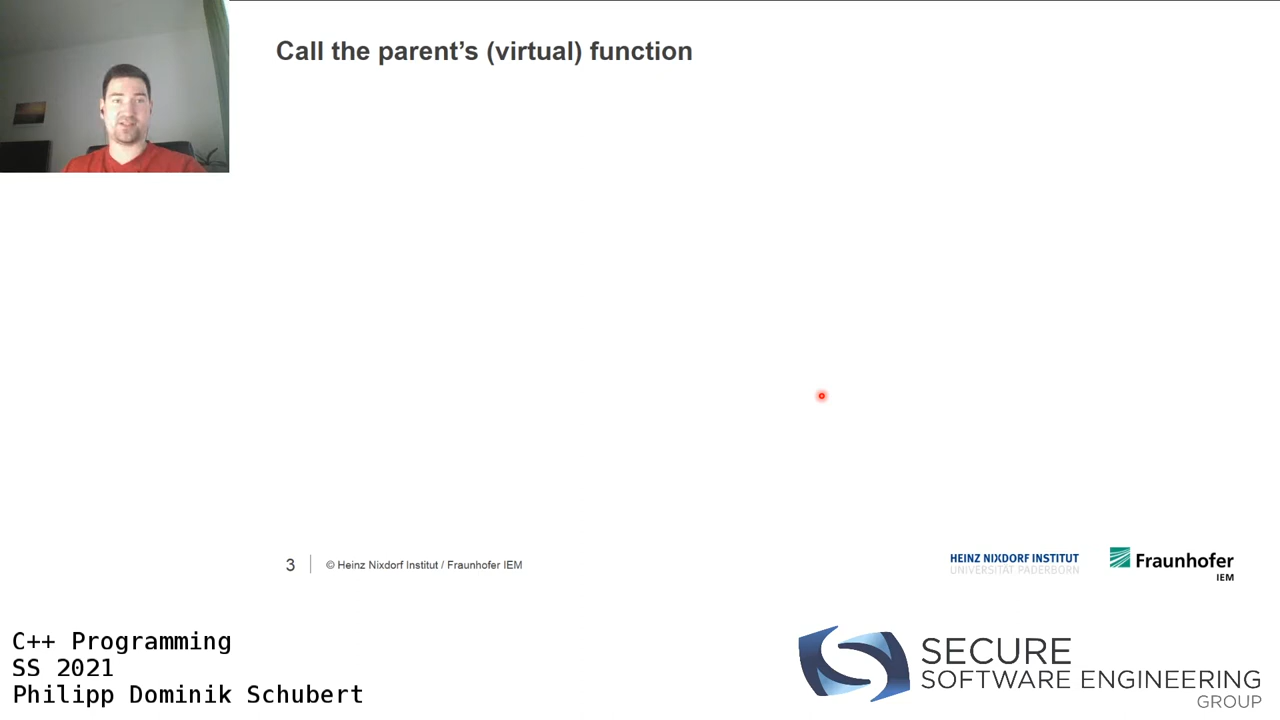 Call the parent's (virtual) function
3
© Heinz Nixdorf Institut / Fraunhofer IEM
HEINZ NIXDORF INSTITUT
UNIVERSITÄT PADERBORN
Fraunhofer
IEM
C++ Programming
SS 2021
Philipp Dominik Schubert
SECURE
SOFTWARE ENGINEERING
GROUP